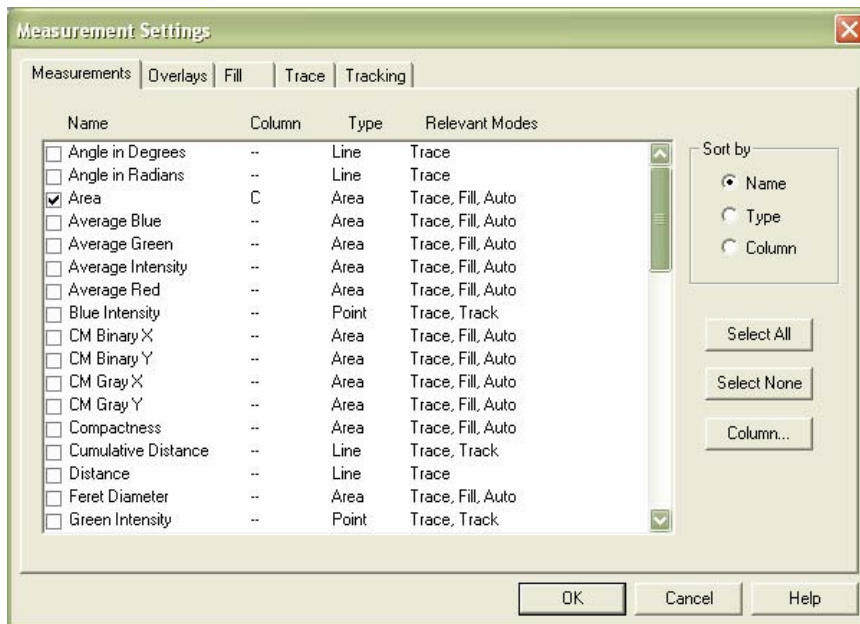 Measurement Settings
Measurements Overlays Fill Trace Tracking
Name Column Type Relevant Modes
Angle in Degrees -- Line Trace
Angle in Radians -- Line Trace
Area C Area Trace, Fill, Auto
Average Blue -- Area Trace, Fill, Auto
Average Green -- Area Trace, Fill, Auto
Average Intensity -- Area Trace, Fill, Auto
Average Red -- Area Trace, Fill, Auto
Blue Intensity -- Point Trace, Track
CM Binary X -- Area Trace, Fill, Auto
CM Binary Y -- Area Trace, Fill, Auto
CM Gray X -- Area Trace, Fill, Auto
CM Gray Y -- Area Trace, Fill, Auto
Compactness -- Area Trace, Fill, Auto
Cumulative Distance -- Line Trace, Track
Distance -- Line Trace
Feret Diameter -- Area Trace, Fill, Auto
Green Intensity -- Point Trace, Track
Sort by
Name
Type
Column
Select All
Select None
Column...
OK Cancel Help